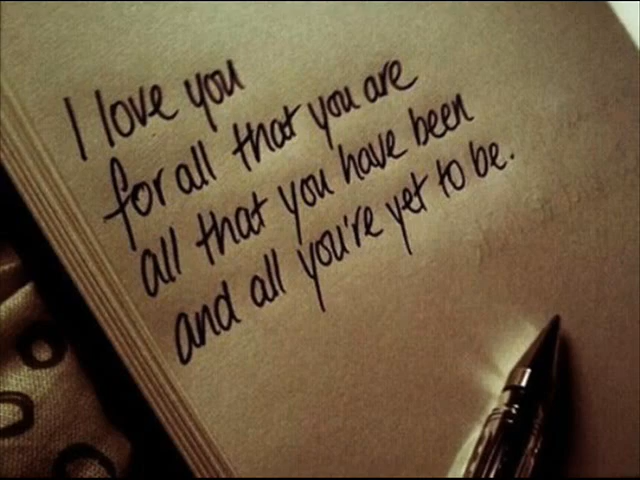 I love you
for all that you are
all that you have been
and all you're yet to be.